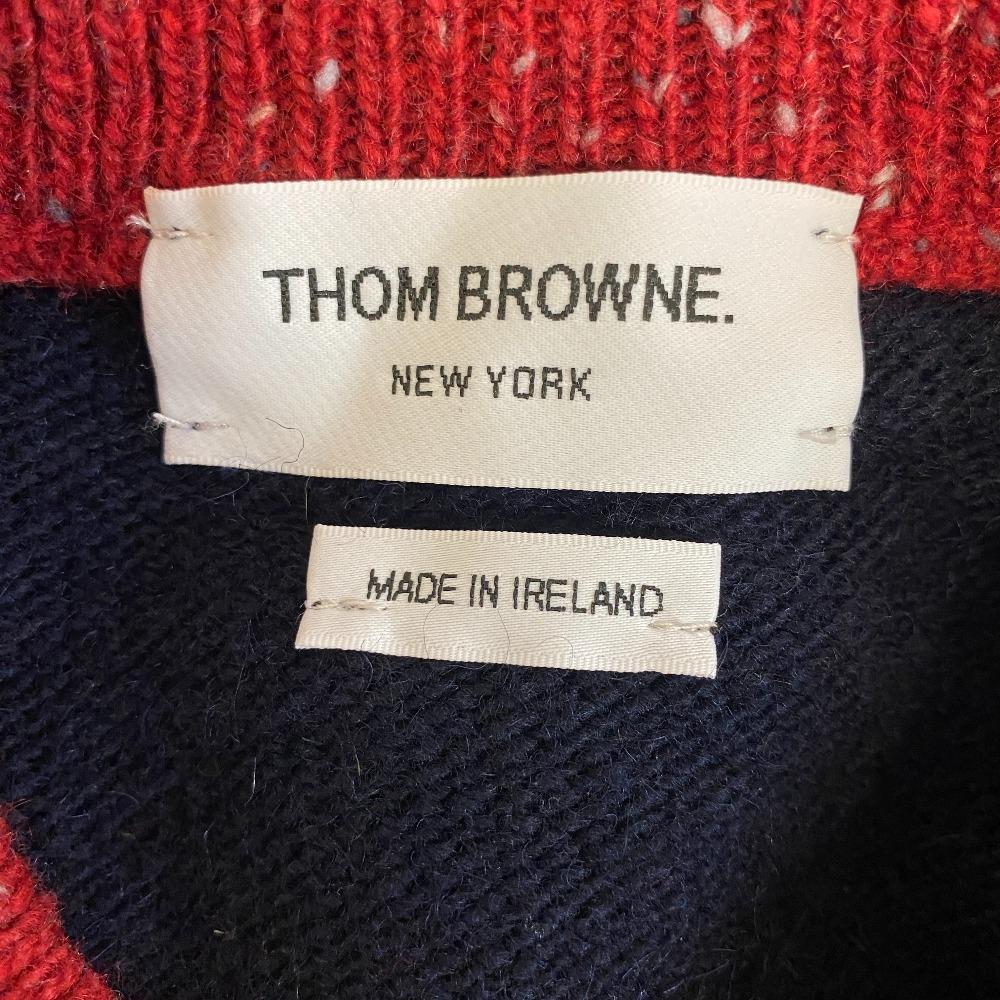 THOM BROWNE.
NEW YORK
MADE IN IRELAND